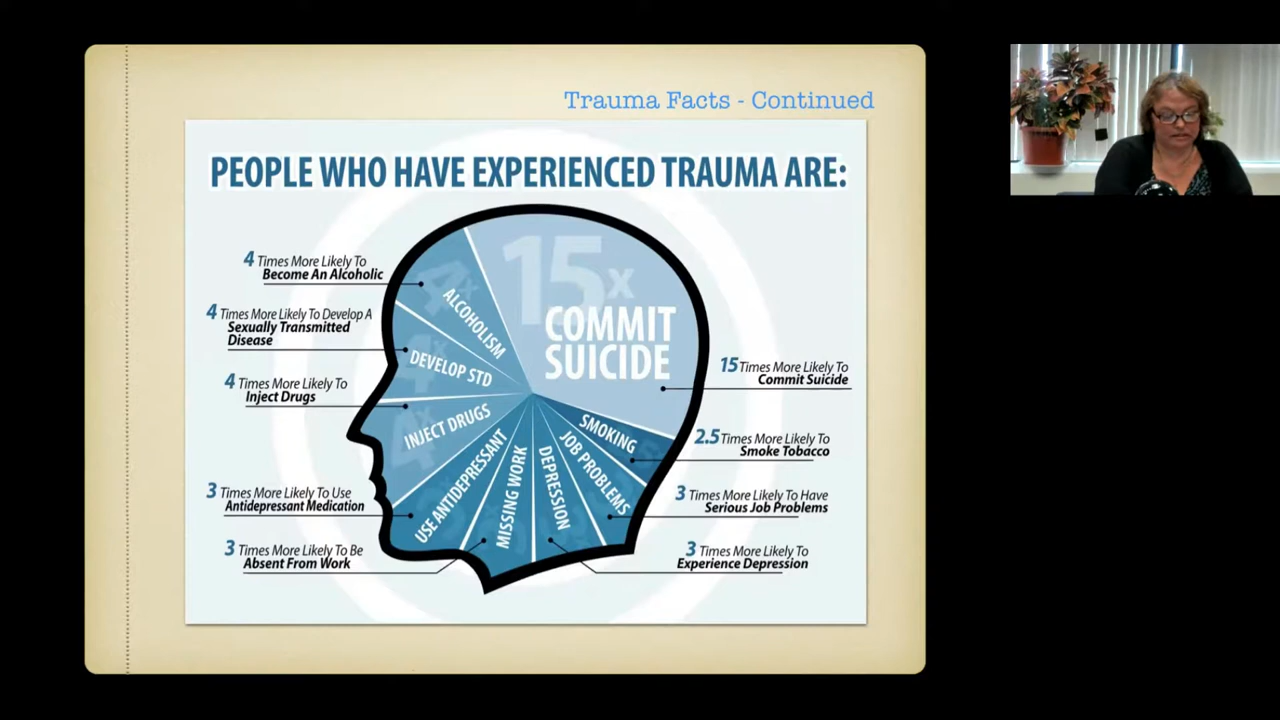 Trauma Facts - Continued
PEOPLE WHO HAVE EXPERIENCED TRAUMA ARE:
4 Times More Likely To
Become An Alcoholic
4 Times More Likely To Develop A
Sexually Transmitted
Disease
4 Times More Likely To
Inject Drugs
3 Times More Likely To Use
Antidepressant Medication
3 Times More Likely To Be
Absent From Work
ALCOHOLISM
DEVELOP STD
INJECT DRUGS
USE ANTIDEPRESSANT
MISSING WORK
DEPRESSION
JOB PROBLEMS
SMOKING
15x
COMMIT
SUICIDE
15 Times More Likely To
Commit Suicide
2.5 Times More Likely To
Smoke Tobacco
3 Times More Likely To Have
Serious Job Problems
3 Times More Likely To
Experience Depression